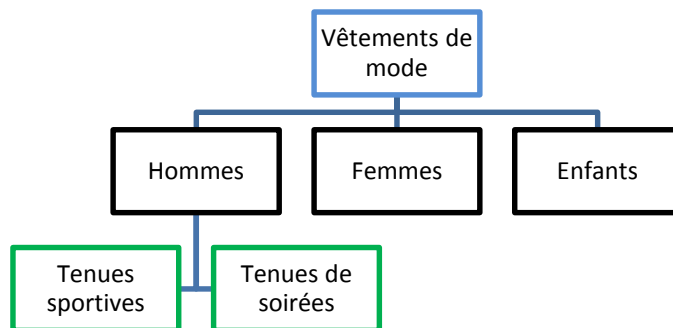 Vêtements de
mode
Hommes
Femmes
Enfants
Tenues
sportives
Tenues de
soirées